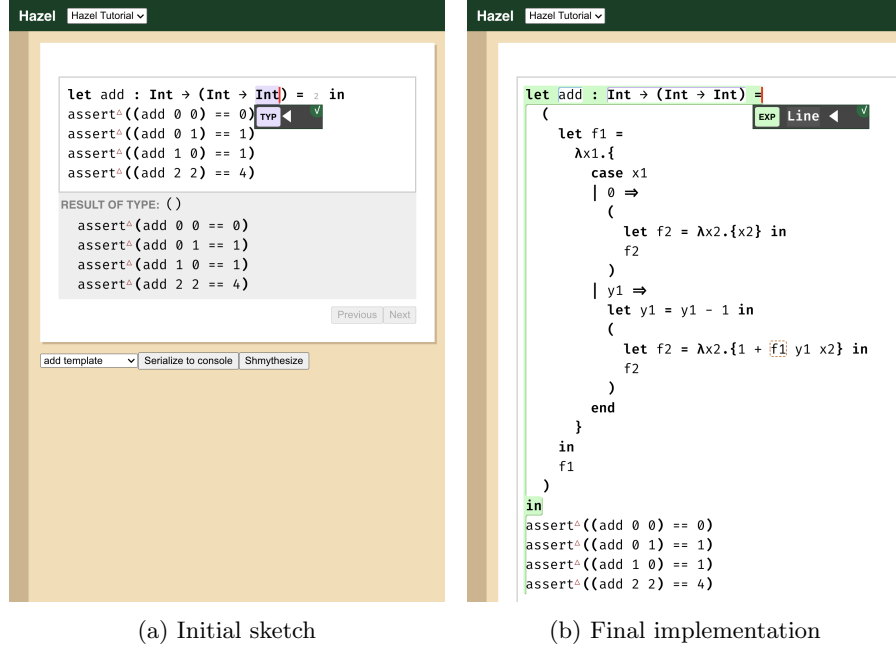 Hazel Hazel Tutorial
let add : Int → (Int → Int) = 2 in
assert△((add 0 0) == 0)
TYP ◀ √
assert△((add 0 1) == 1)
assert△((add 1 0) == 1)
assert△((add 2 2) == 4)
RESULT OF TYPE: ()
assert△(add 0 0 == 0)
assert△(add 0 1 == 1)
assert△(add 1 0 == 1)
assert△(add 2 2 == 4)
Previous Next
add template Serialize to console Shmythesize
(a) Initial sketch
Hazel Hazel Tutorial
let add : Int → (Int → Int) =
EXP Line ◀ √
(
let f1 =
λx1.{
case x1
| 0 ⇒
(
let f2 = λx2.{x2} in
f2
)
| y1 ⇒
let y1 = y1 - 1 in
(
let f2 = λx2.{1 + f1 y1 x2} in
f2
)
end
}
in
f1
)
in
assert△((add 0 0) == 0)
assert△((add 0 1) == 1)
assert△((add 1 0) == 1)
assert△((add 2 2) == 4)
(b) Final implementation